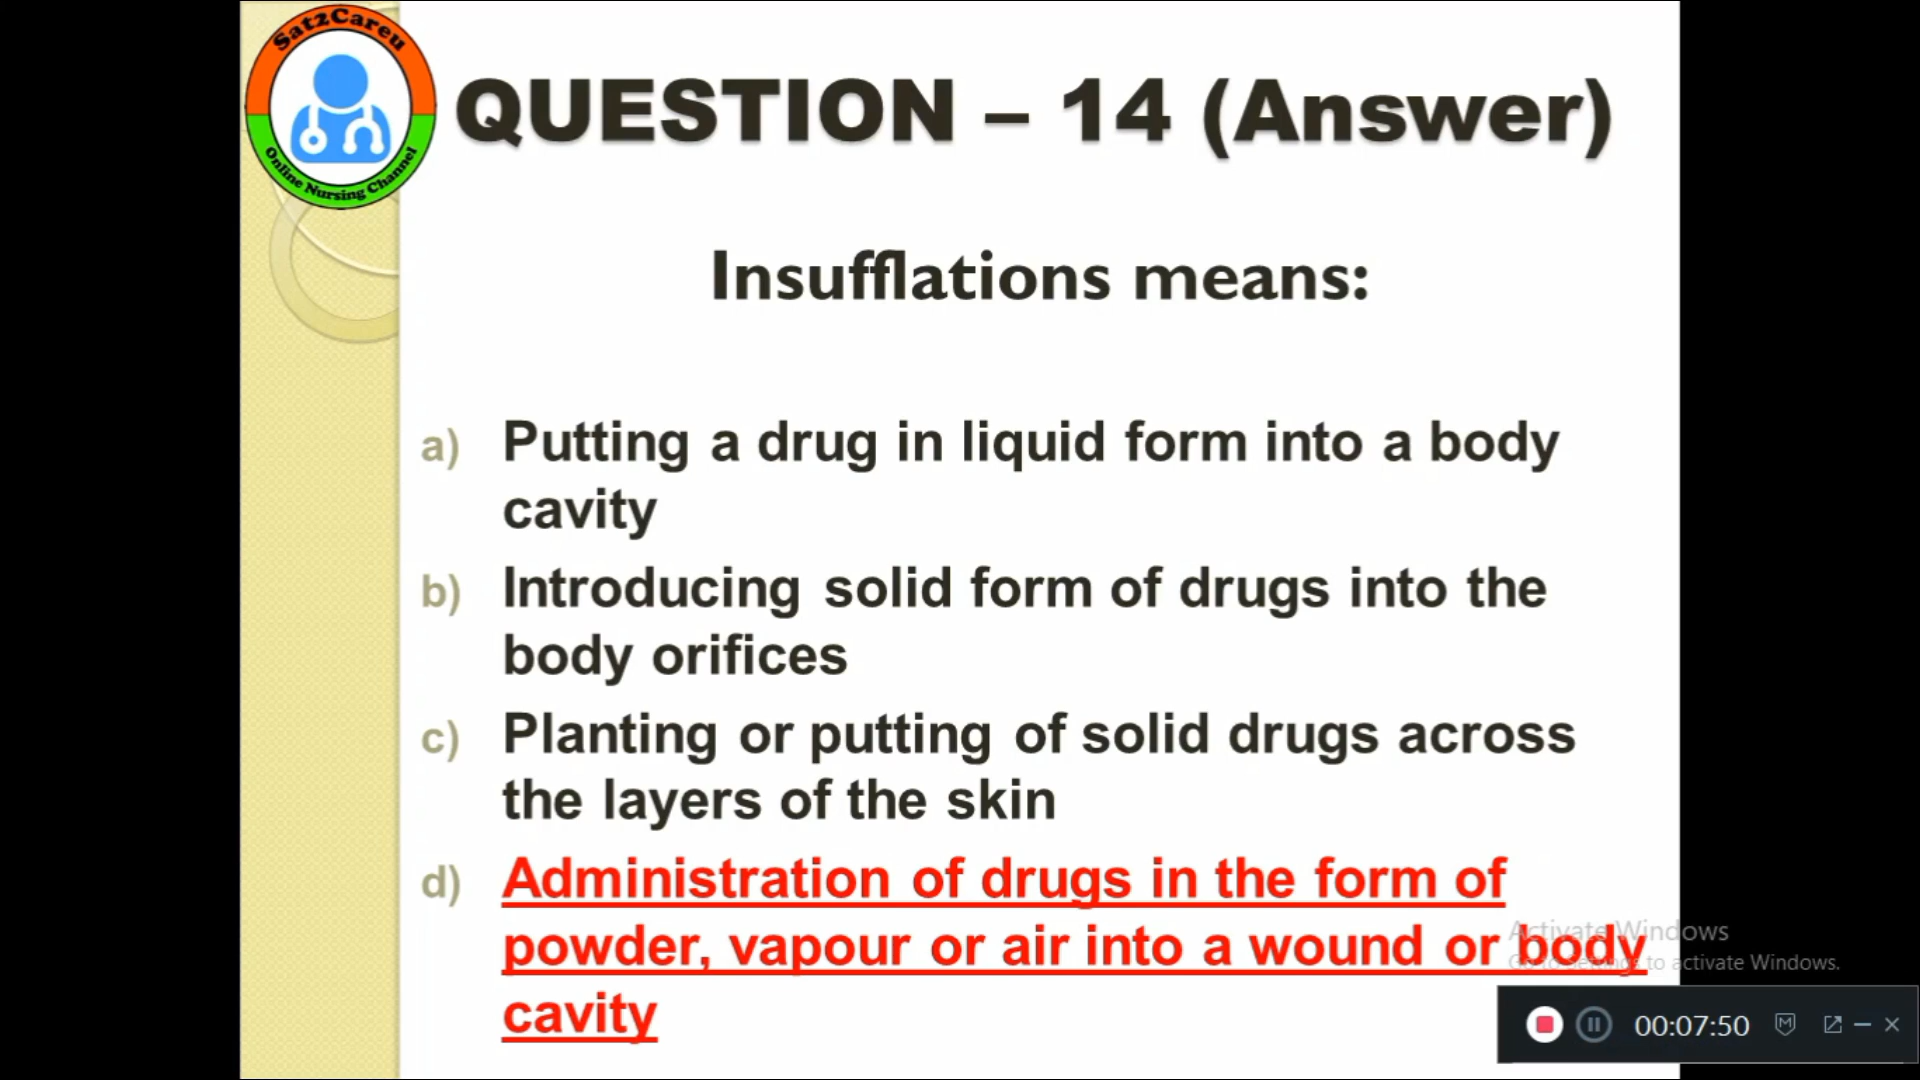 Sat2Careu
Online Nursing Channel
QUESTION – 14 (Answer)
Insufflations means:
a) Putting a drug in liquid form into a body
cavity
b) Introducing solid form of drugs into the
body orifices
c) Planting or putting of solid drugs across
the layers of the skin
d) Administration of drugs in the form of
powder, vapour or air into a wound or body
cavity
Activate Windows
Go to Settings to activate Windows.
00:07:50